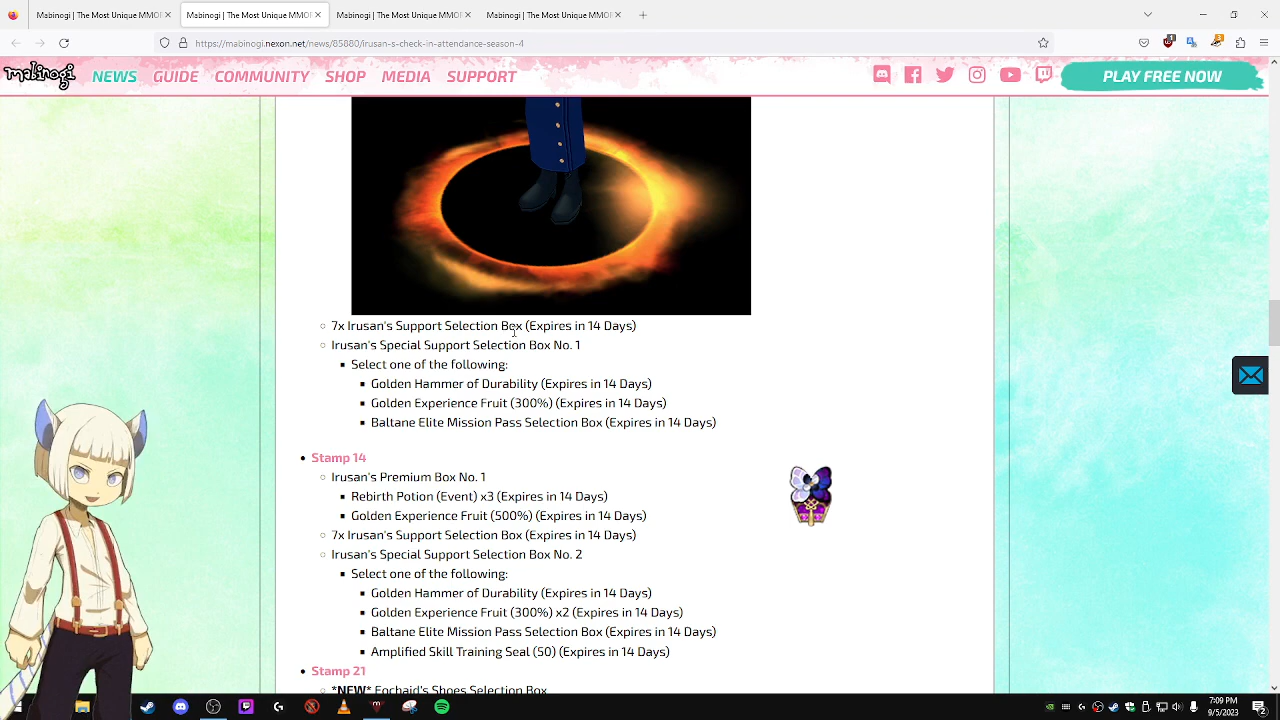 Mabinogi | The Unique MMOF
Mabinogi | The Unique MMOF
Mabinogi | The Unique MMOF
Mabinogi | The Unique MMOF
https://mabinogi.nexon.net/news/85880/irusan-s-check-in-attendence-season-4
mabinogi
NEWS
GUIDE
COMMUNITY
SHOP
MEDIA
SUPPORT
PLAY FREE NOW
7x Irusan's Support Selection Box (Expires in 14 Days)
Irusan's Special Support Selection Box No. 1
Select one of the following:
Golden Hammer of Durability (Expires in 14 Days)
Golden Experience Fruit (300%) (Expires in 14 Days)
Baltane Elite Mission Pass Selection Box (Expires in 14 Days)
Stamp 14
Irusan's Premium Box No. 1
Rebirth Potion (Event) x3 (Expires in 14 Days)
Golden Experience Fruit (500%) (Expires in 14 Days)
7x Irusan's Support Selection Box (Expires in 14 Days)
Irusan's Special Support Selection Box No. 2
Select one of the following:
Golden Hammer of Durability (Expires in 14 Days)
Golden Experience Fruit (300%) x2 (Expires in 14 Days)
Baltane Elite Mission Pass Selection Box (Expires in 14 Days)
Amplified Skill Training Seal (50) (Expires in 14 Days)
Stamp 21
*NEW* Eochaid's Shoes Selection Box
7:09 PM
9/5/2023